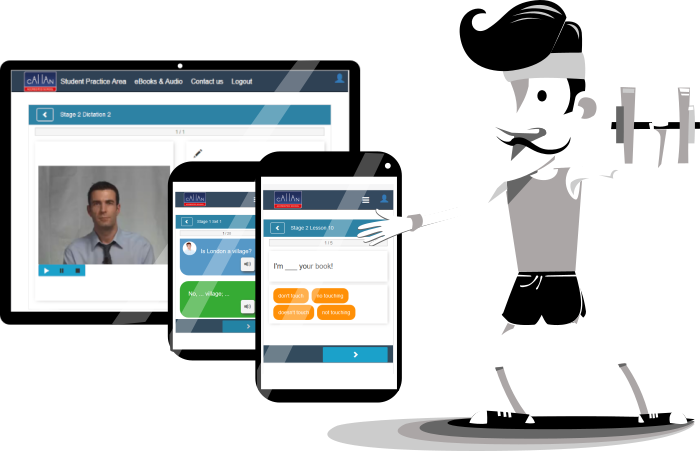 CALLAN
Student Practice Area eBooks & Audio Contact us Logout
Stage 2 Dictation 2
1 / 1
CALLAN
Stage 1 Set 1
Is London a village?
No, ... village; ...
CALLAN
Stage 2 Lesson 10
1 / 5
I'm ___ your book!
don't touch no touching
doesn't touch not touching